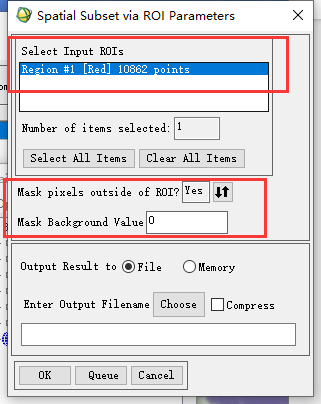 Spatial Subset via ROI Parameters
Select Input ROIs
Region #1 [Red] 10862 points
Number of items selected: 1
Select All Items Clear All Items
Mask pixels outside of ROI? Yes
Mask Background Value 0
Output Result to File Memory
Enter Output Filename Choose Compress
OK Queue Cancel